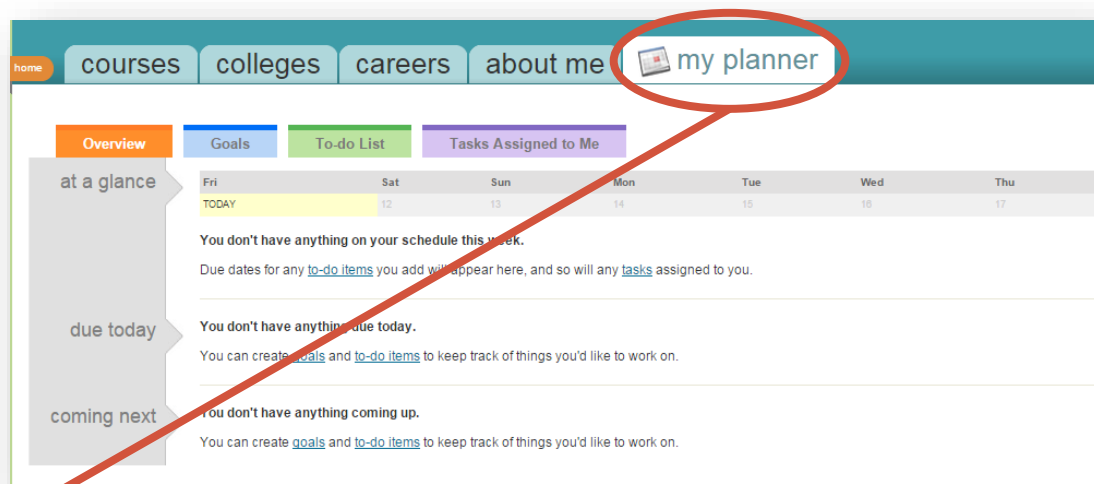 home courses colleges careers about me my planner
Overview Goals To-do List Tasks Assigned to Me
at a glance
Fri Sat Sun Mon Tue Wed Thu
TODAY 12 13 14 15 16 17
You don't have anything on your schedule this week.
Due dates for any to-do items you add will appear here, and so will any tasks assigned to you.
due today
You don't have anything due today.
You can create goals and to-do items to keep track of things you'd like to work on.
coming next
You don't have anything coming up.
You can create goals and to-do items to keep track of things you'd like to work on.